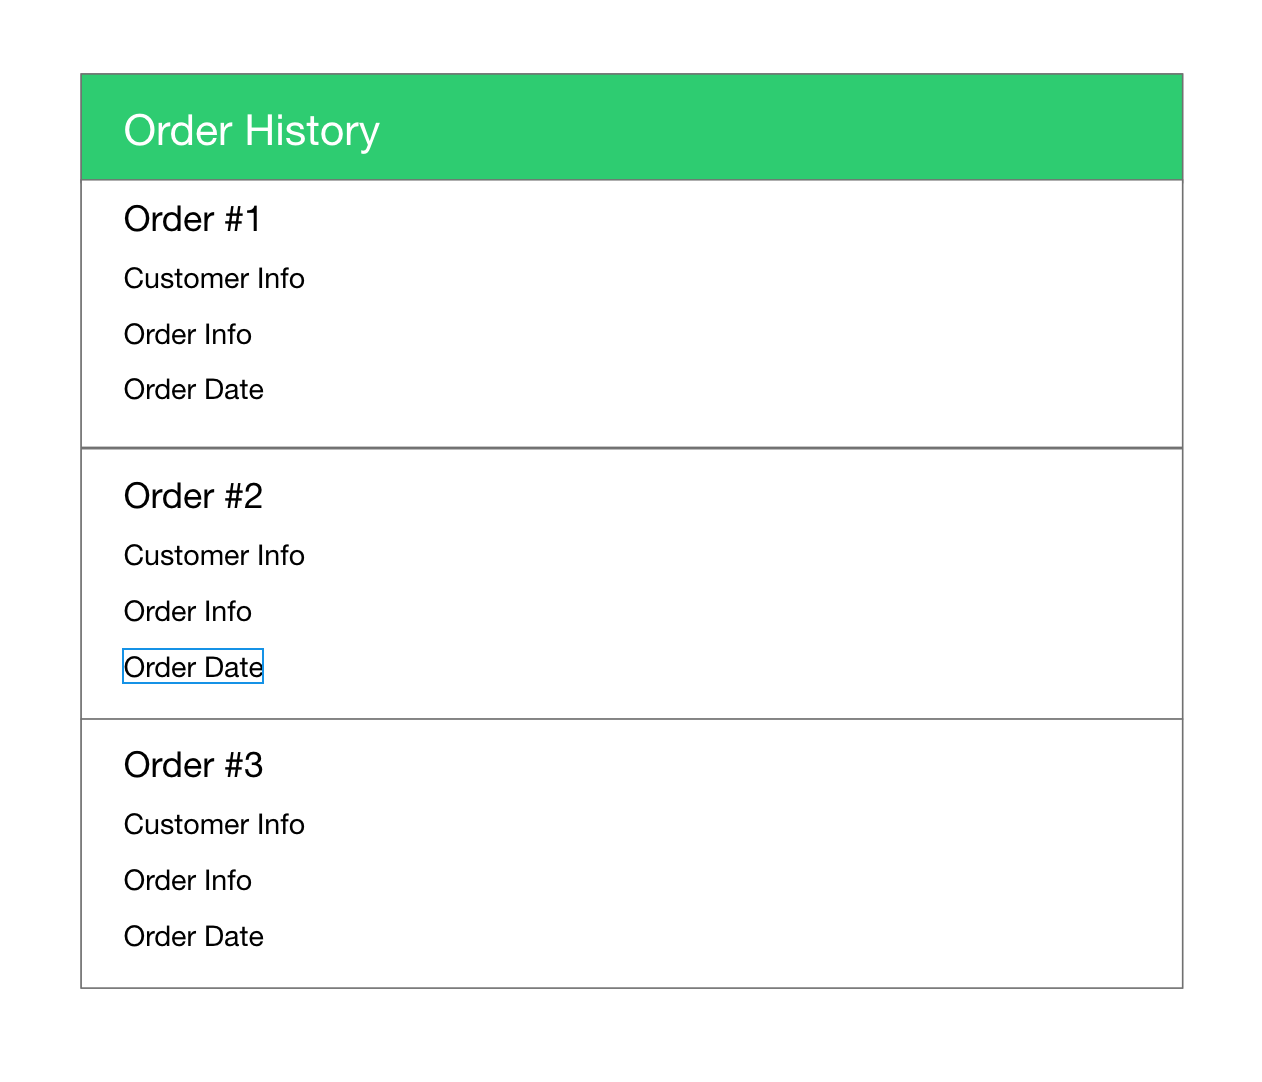 Order History
Order #1
Customer Info
Order Info
Order Date
Order #2
Customer Info
Order Info
Order Date
Order #3
Customer Info
Order Info
Order Date